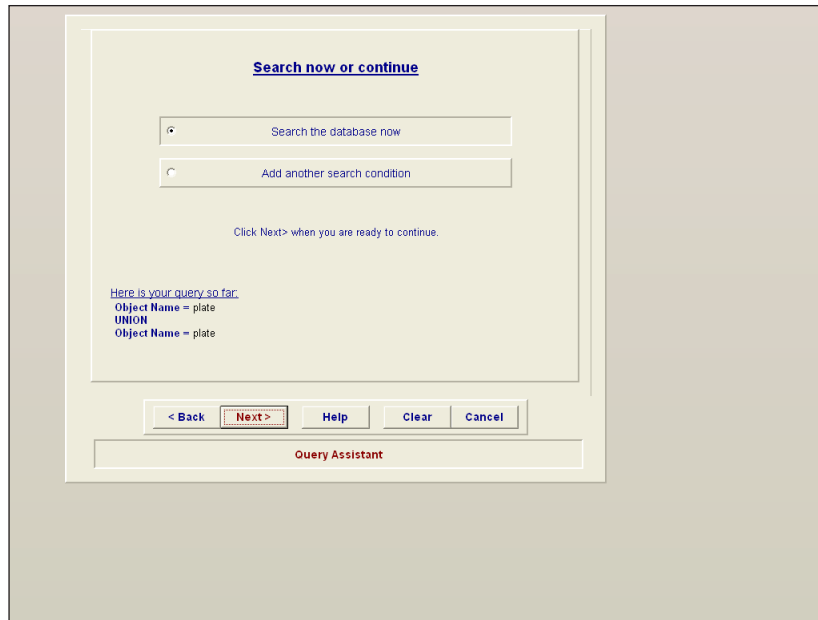 Search now or continue
Search the database now
Add another search condition
Click Next> when you are ready to continue.
Here is your query so far:
Object Name = plate
UNION
Object Name = plate
< Back Next > Help Clear Cancel
Query Assistant